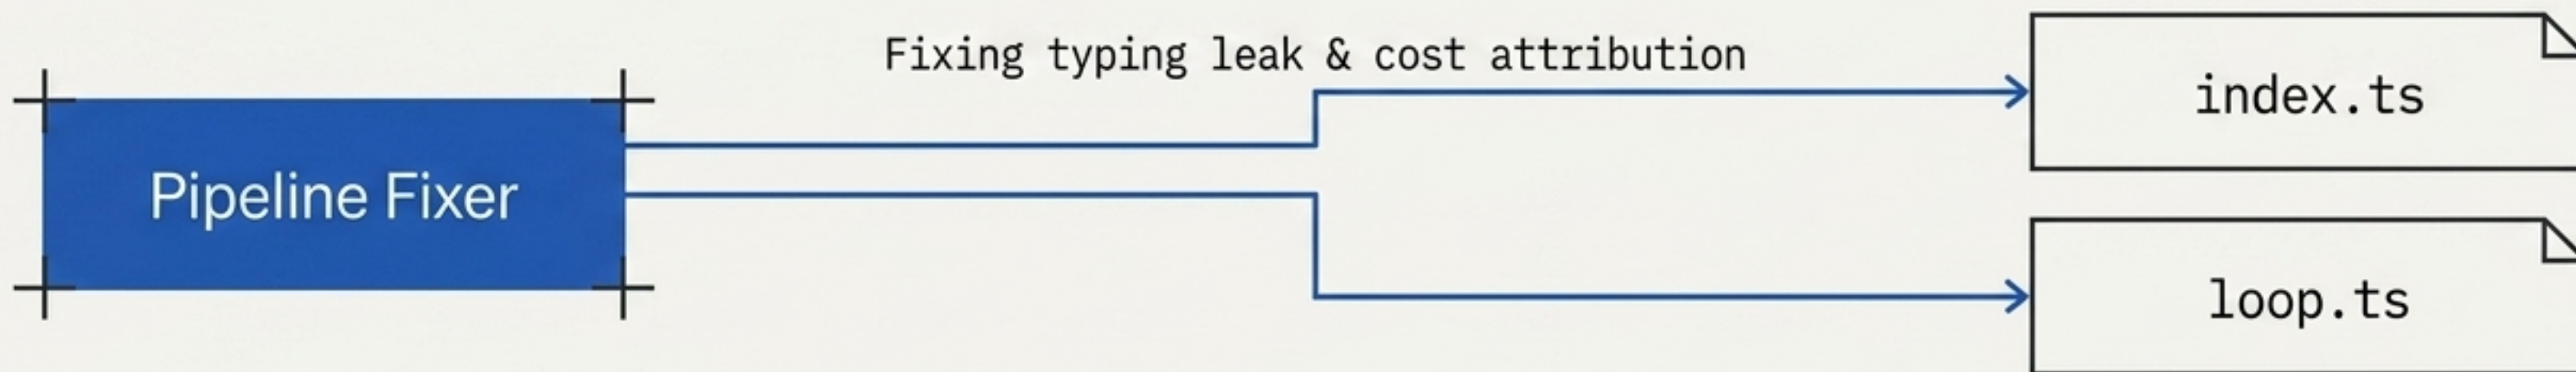 Fixing typing leak & cost attribution
index.ts
Pipeline Fixer
loop.ts